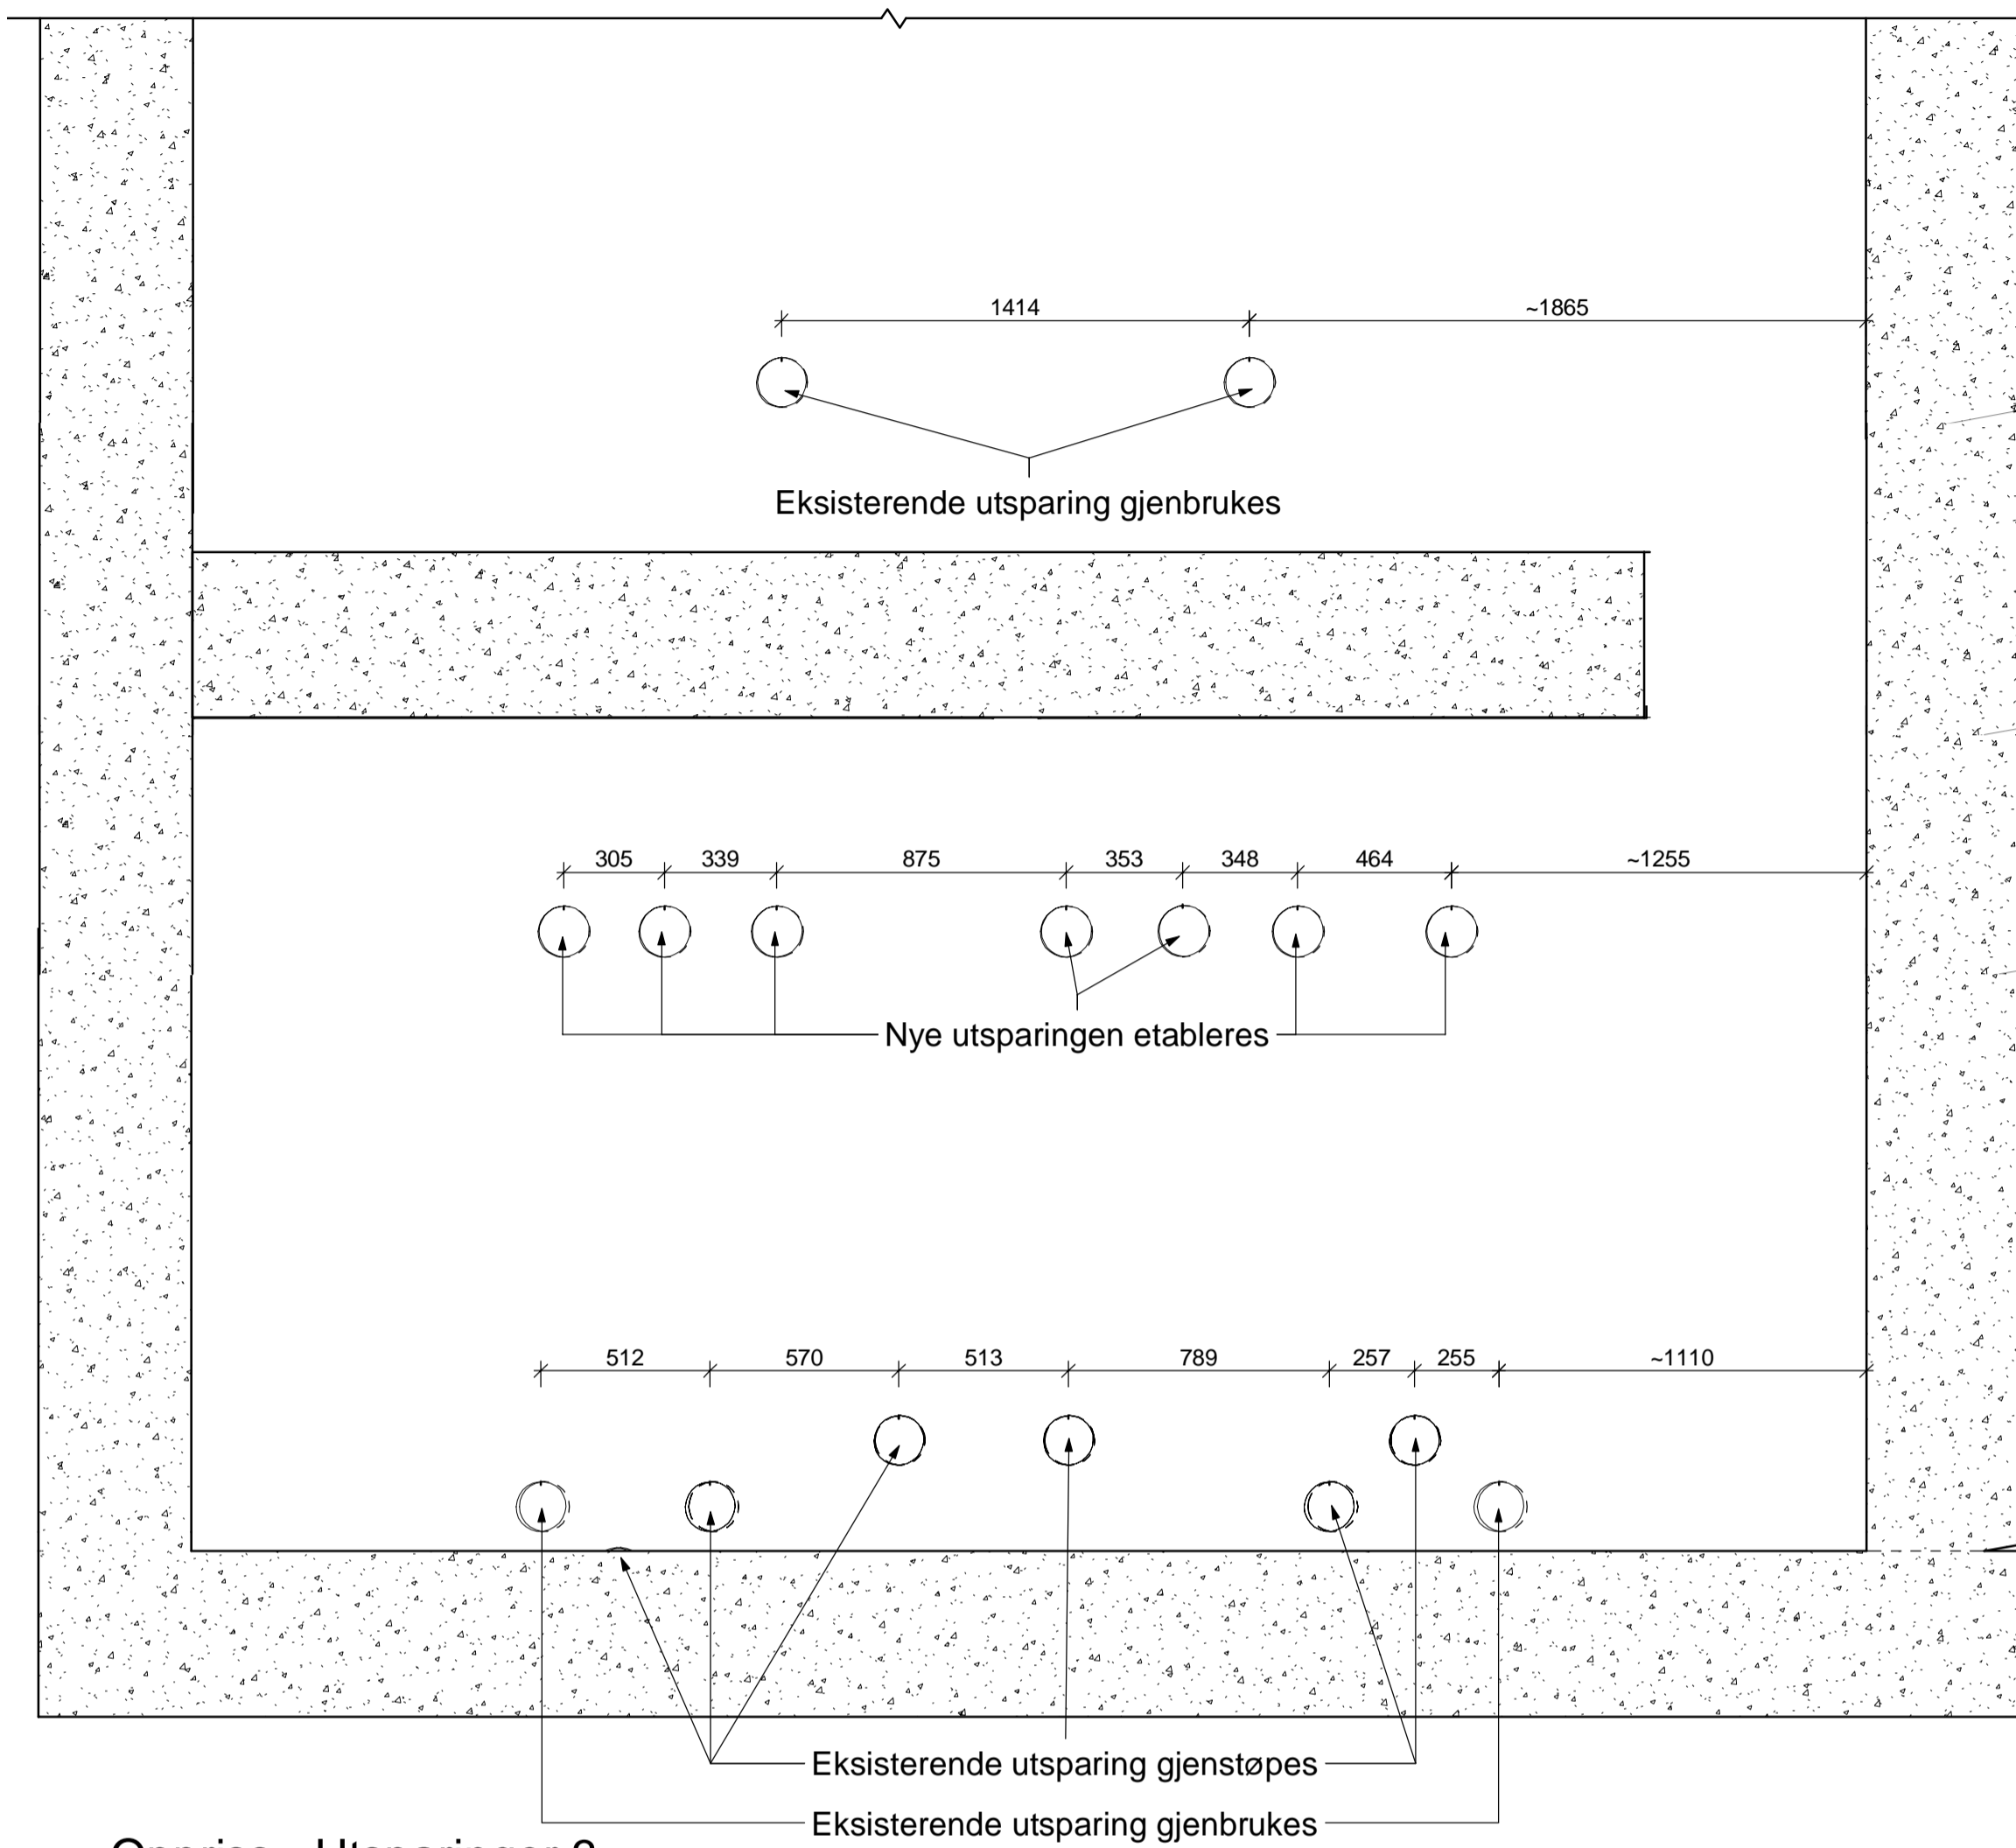 1414 ~1865
Eksisterende utsparing gjenbrukes
305 339 875 353 348 464 ~1255
Nye utsparingen etableres
512 570 513 789 257 255 ~1110
Eksisterende utsparing gjenstøpes
Eksisterende utsparing gjenbrukes